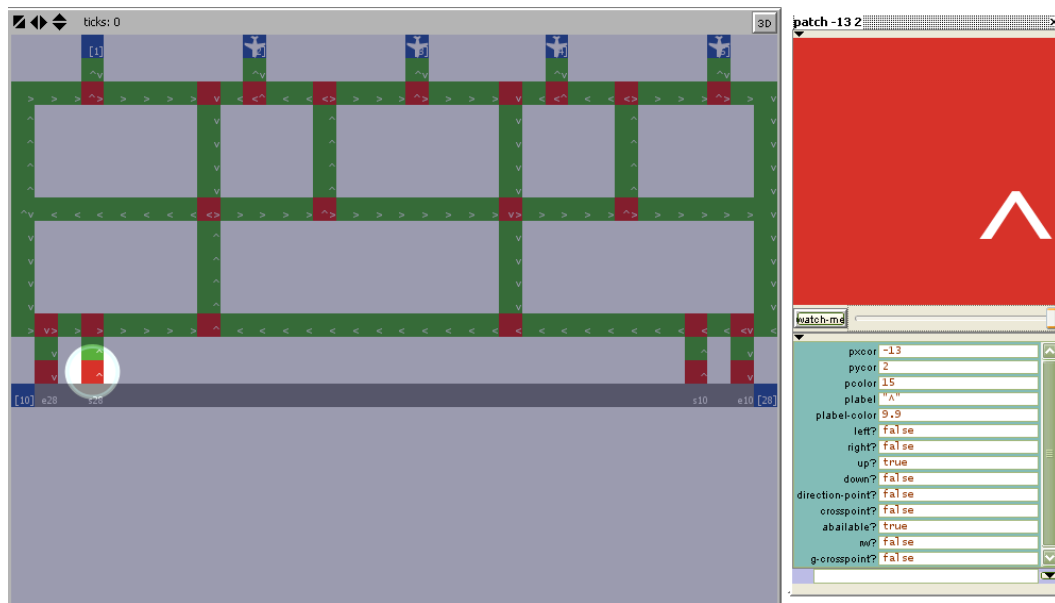 ticks: 0
3D
[1]
^v ^v ^v ^v ^v
> > ^> > > > > v < <^ < < <> > > > ^> > > > v < <^ < < <> > > > ^> > v
^v < < < < < < <> > > > > ^> > > > > > > v> > > > > ^> > > > > >
> v> > > > > > ^ < < < < < < < < < < < < < < < < < < < < <v
[10] e28 s28 s10 e10 [28]
patch -13 2
^
watch-me
pxcor -13
pycor 2
pcolor 15
plabel "^"
plabel-color 9.9
left? false
right? false
up? true
down? false
direction-point? false
crosspoint? false
abailable? true
nw? false
g-crosspoint? false